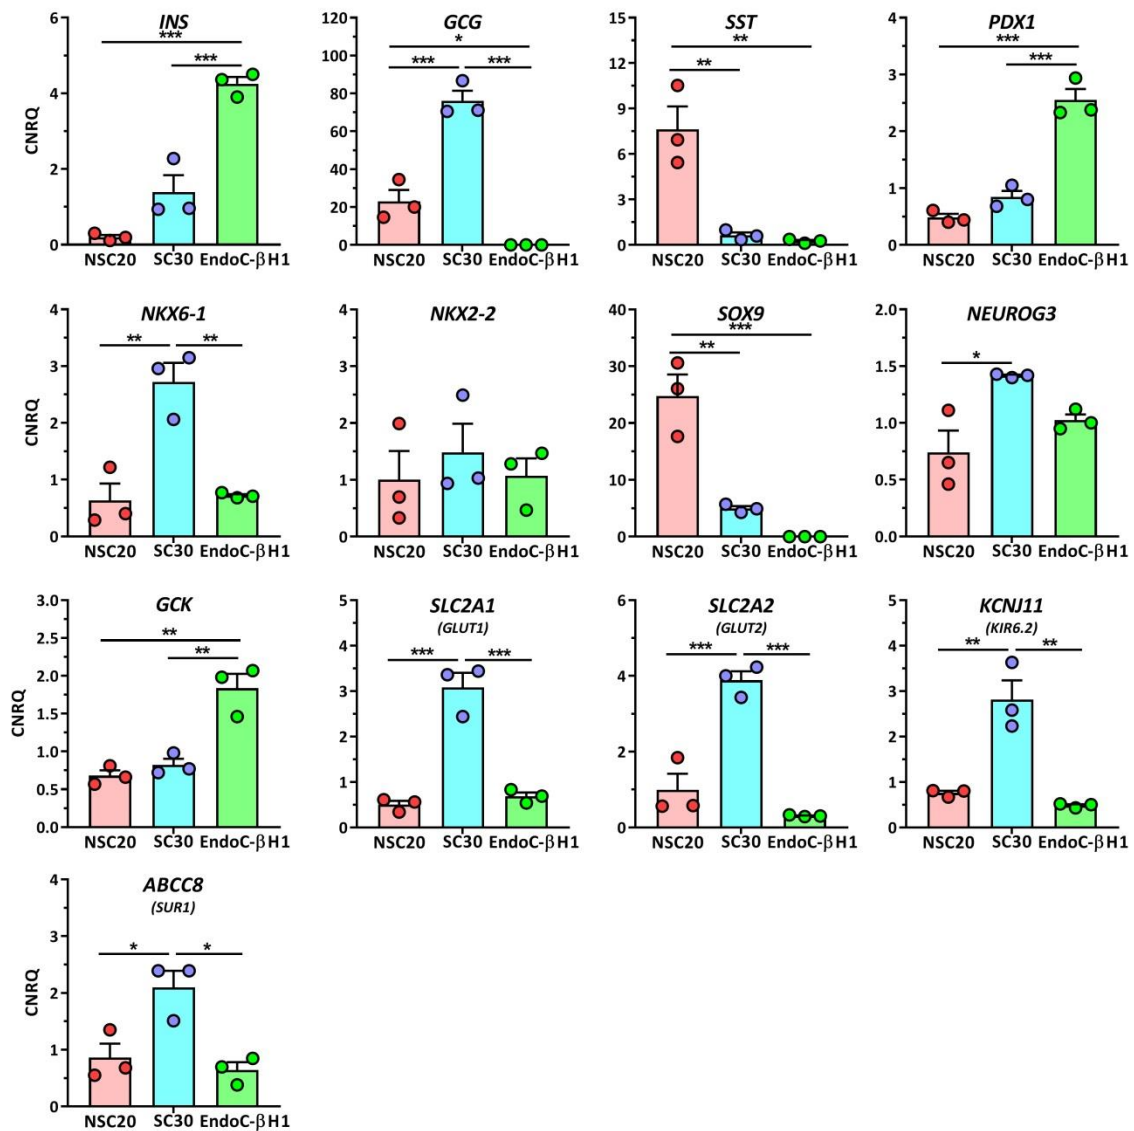 INS
***
***
6
4
2
0
CNRQ
NSC20 SC30 EndoC-βH1
GCG
*
*** ***
120
100
80
60
40
20
0
NSC20 SC30 EndoC-βH1
SST
**
**
15
12
9
6
3
0
NSC20 SC30 EndoC-βH1
PDX1
***
***
4
3
2
1
0
NSC20 SC30 EndoC-βH1
NKX6-1
** **
4
3
2
1
0
CNRQ
NSC20 SC30 EndoC-βH1
NKX2-2
4
3
2
1
0
NSC20 SC30 EndoC-βH1
SOX9
***
**
40
30
20
10
0
NSC20 SC30 EndoC-βH1
NEUROG3
*
2.0
1.5
1.0
0.5
0.0
NSC20 SC30 EndoC-βH1
GCK
**
**
3.0
2.5
2.0
1.5
1.0
0.5
0.0
CNRQ
NSC20 SC30 EndoC-βH1
SLC2A1
(GLUT1)
*** ***
5
4
3
2
1
0
NSC20 SC30 EndoC-βH1
SLC2A2
(GLUT2)
*** ***
6
4
2
0
NSC20 SC30 EndoC-βH1
KCNJ11
(KIR6.2)
** **
5
4
3
2
1
0
NSC20 SC30 EndoC-βH1
ABCC8
(SUR1)
* *
4
3
2
1
0
CNRQ
NSC20 SC30 EndoC-βH1